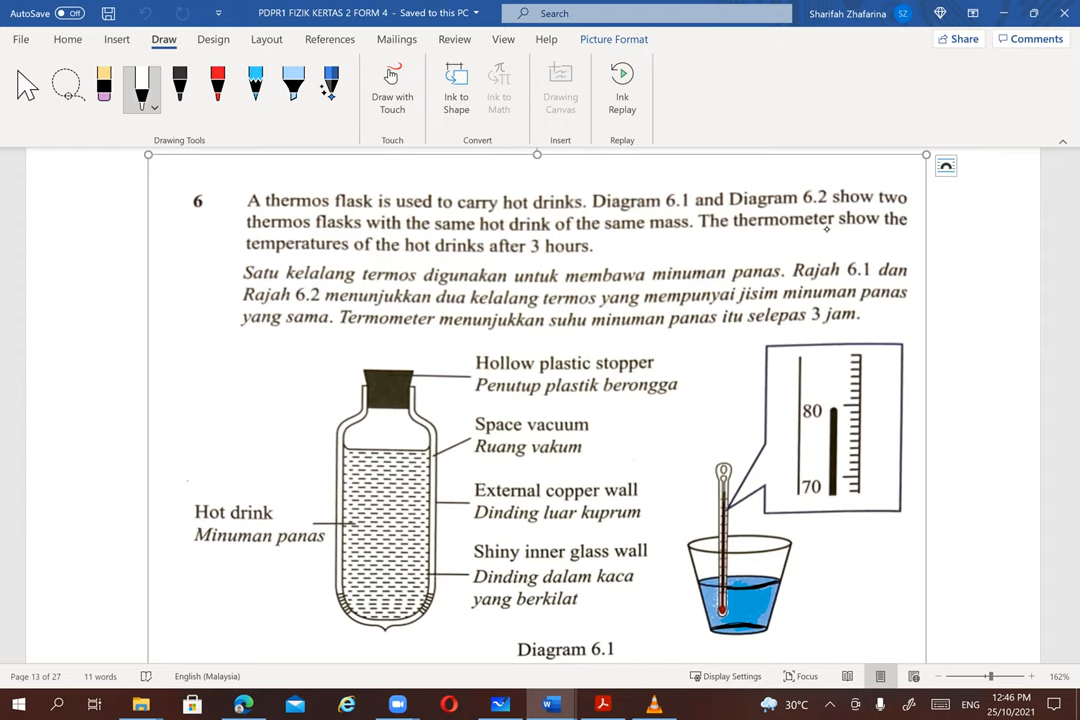 AutoSave Off PDPR1 FIZIK KERTAS 2 FORM 4 - Saved to this PC Search Sharifah Zhafarina SZ
File Home Insert Draw Design Layout References Mailings Review View Help Picture Format Share Comments
Draw with Touch
Ink to Shape
Ink to Math
Drawing Canvas
Ink Replay
Drawing Tools Touch Convert Insert Replay
6 A thermos flask is used to carry hot drinks. Diagram 6.1 and Diagram 6.2 show two
thermos flasks with the same hot drink of the same mass. The thermometer show the
temperatures of the hot drinks after 3 hours.
Satu kelalang termos digunakan untuk membawa minuman panas. Rajah 6.1 dan
Rajah 6.2 menunjukkan dua kelalang termos yang mempunyai jisim minuman panas
yang sama. Termometer menunjukkan suhu minuman panas itu selepas 3 jam.
Hollow plastic stopper
Penutup plastik berongga
Space vacuum
Ruang vakum
External copper wall
Dinding luar kuprum
Hot drink
Minuman panas
Shiny inner glass wall
Dinding dalam kaca
yang berkilat
80
70
Diagram 6.1
Page 13 of 27 11 words English (Malaysia) Display Settings Focus 162%
30°C ENG 12:46 PM
25/10/2021